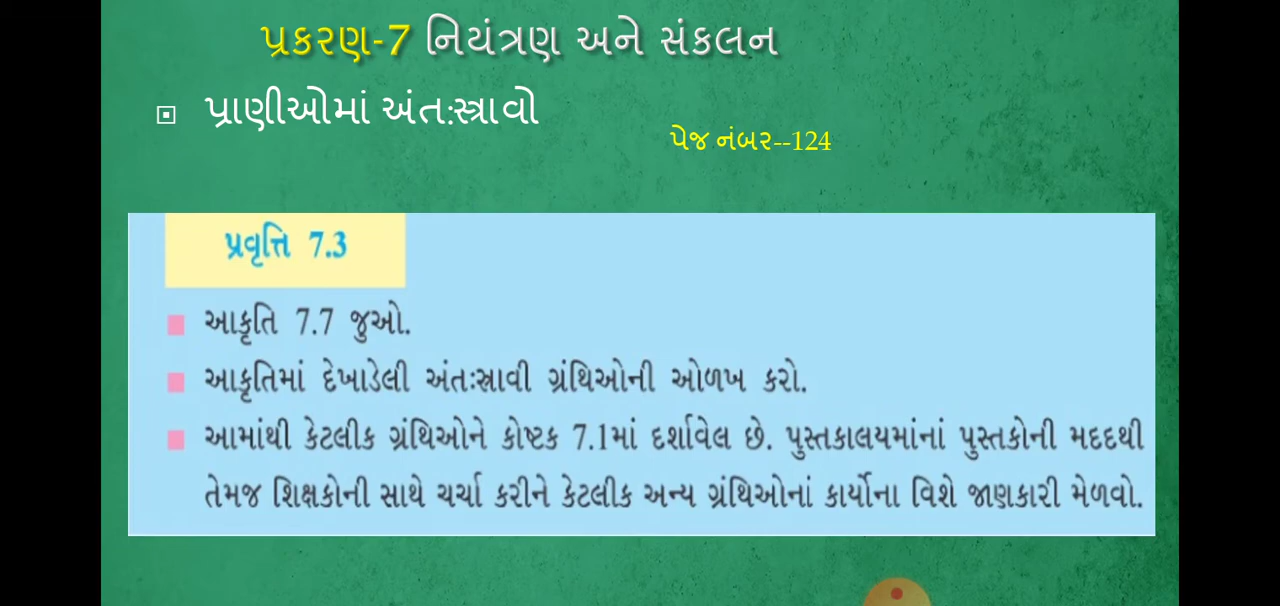 પ્રકરણ-7 નિયંત્રણ અને સંકલન
પ્રાણીઓમાં અંત:સ્ત્રાવો
પેજ નંબર--124
પ્રવૃત્તિ 7.3
આકૃતિ 7.7 જુઓ.
આકૃતિમાં દેખાડેલી અંતઃસ્રાવી ગ્રંથિઓની ઓળખ કરો.
આમાંથી કેટલીક ગ્રંથિઓને કોષ્ટક 7.1માં દર્શાવેલ છે. પુસ્તકાલયમાંનાં પુસ્તકોની મદદથી
તેમજ શિક્ષકોની સાથે ચર્ચા કરીને કેટલીક અન્ય ગ્રંથિઓનાં કાર્યોના વિશે જાણકારી મેળવો.